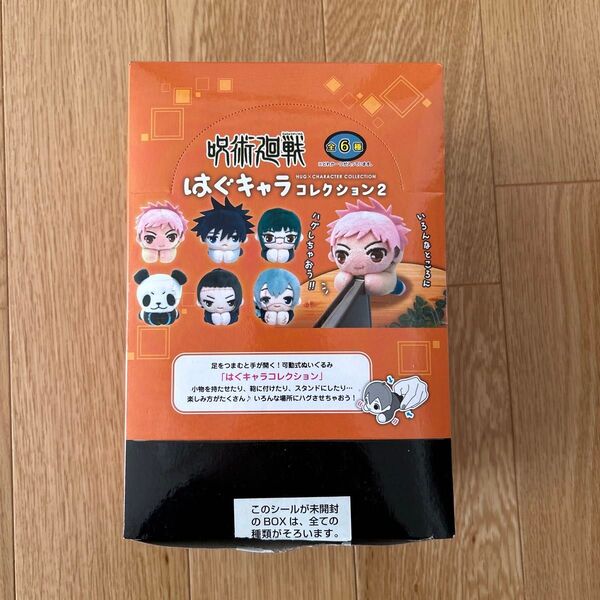 呪術廻戦
全6種
はぐキャラコレクション2
HUG×CHARACTER COLLECTION
いろんなところに
ハグしちゃおう!!
足をつまむと手が開く!可動式ぬいぐるみ
「はぐキャラコレクション」
小物を持たせたり、鞄に付けたり、スタンドにしたり…
楽しみ方がたくさん♪いろんな場所にハグさせちゃおう!
このシールが未開封
のBOXは、全ての
種類がそろいます。